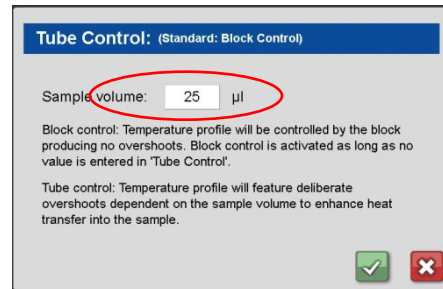 Tube Control: (Standard: Block Control)
Sample volume: 25 µl
Block control: Temperature profile will be controlled by the block
producing no overshoots. Block control is activated as long as no
value is entered in 'Tube Control'.
Tube control: Temperature profile will feature deliberate
overshoots dependent on the sample volume to enhance heat
transfer into the sample.